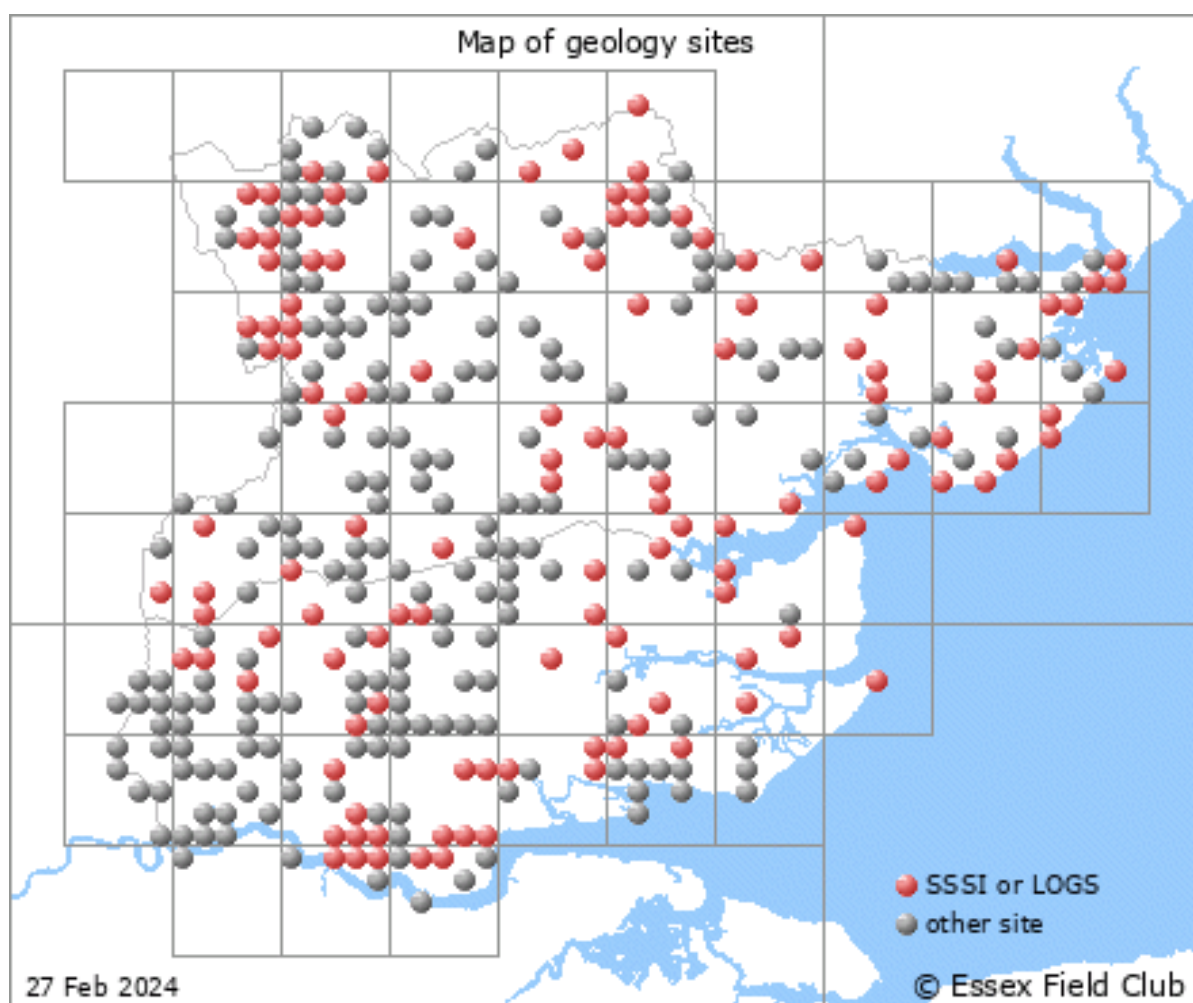 Map of geology sites
SSSI or LOGS
other site
27 Feb 2024
© Essex Field Club